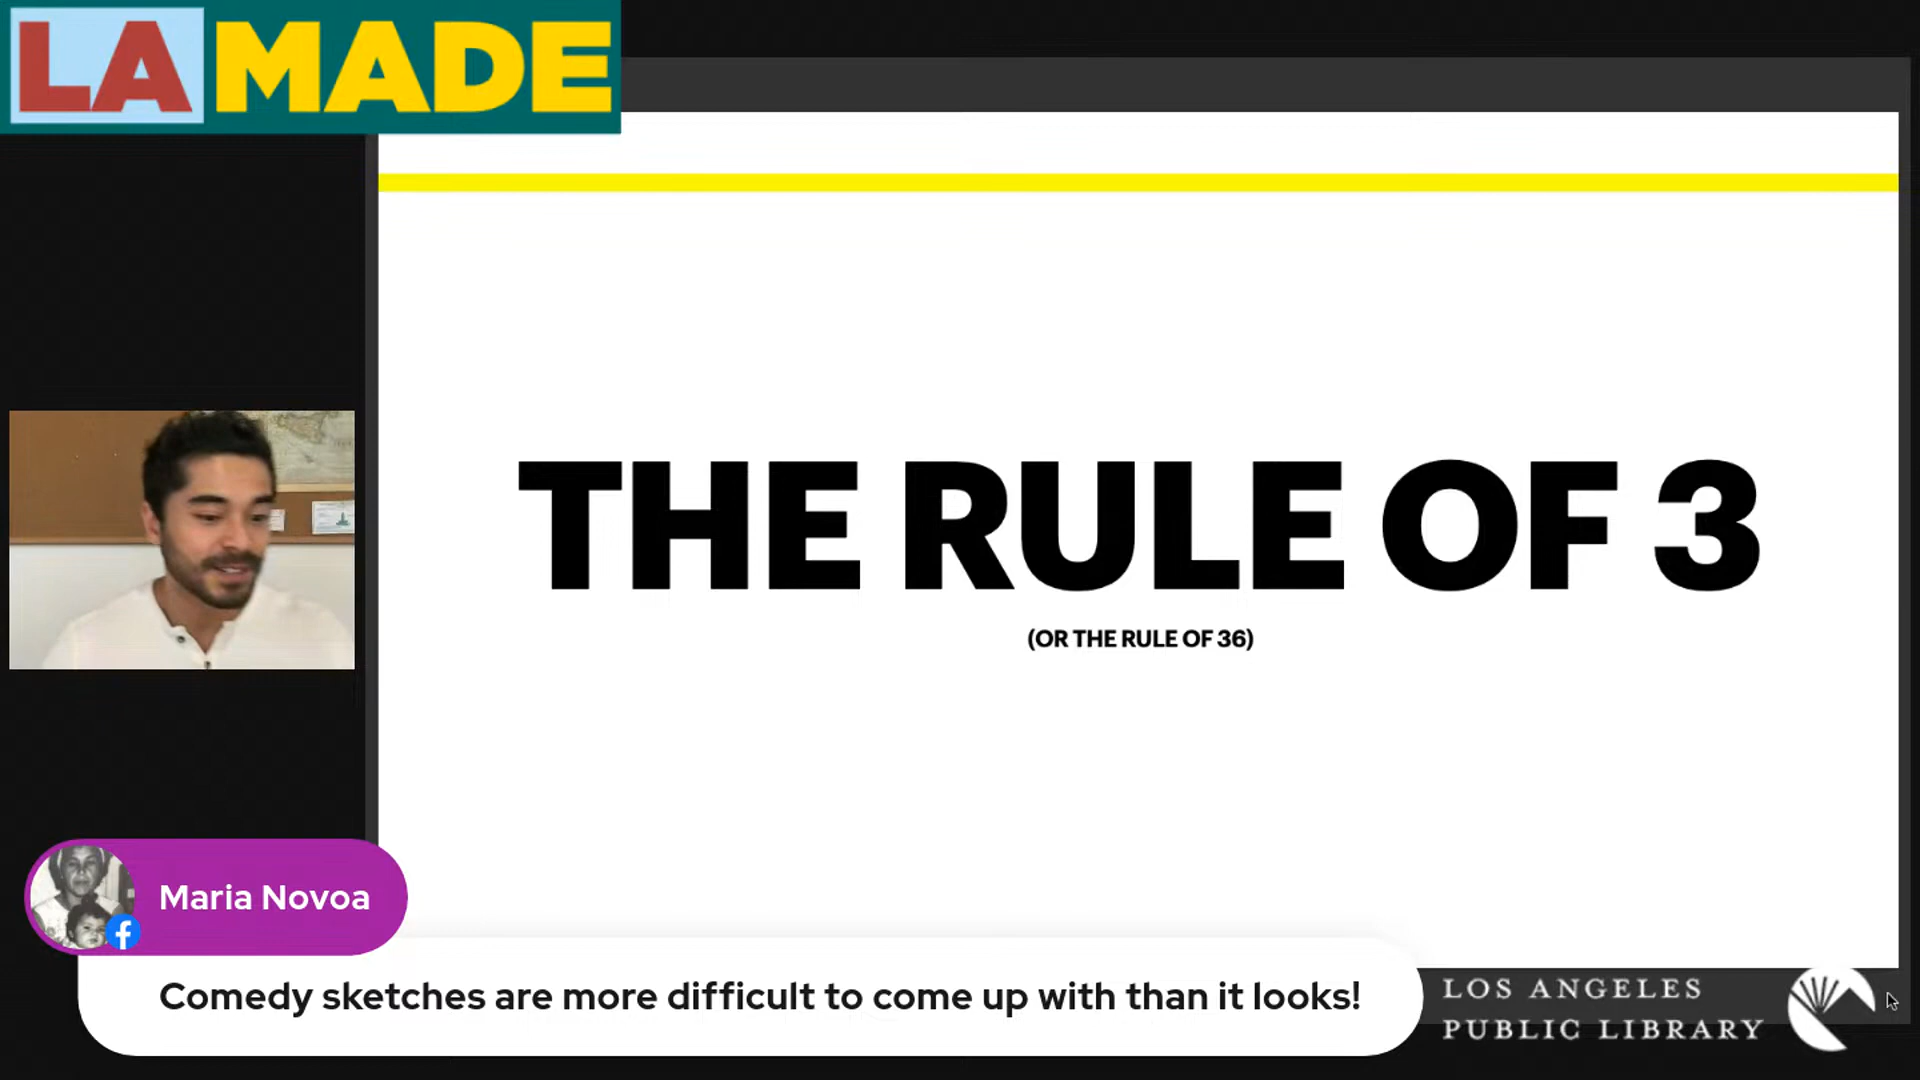 LA MADE
THE RULE OF 3
(OR THE RULE OF 36)
Maria Novoa
Comedy sketches are more difficult to come up with than it looks!
LOS ANGELES
PUBLIC LIBRARY